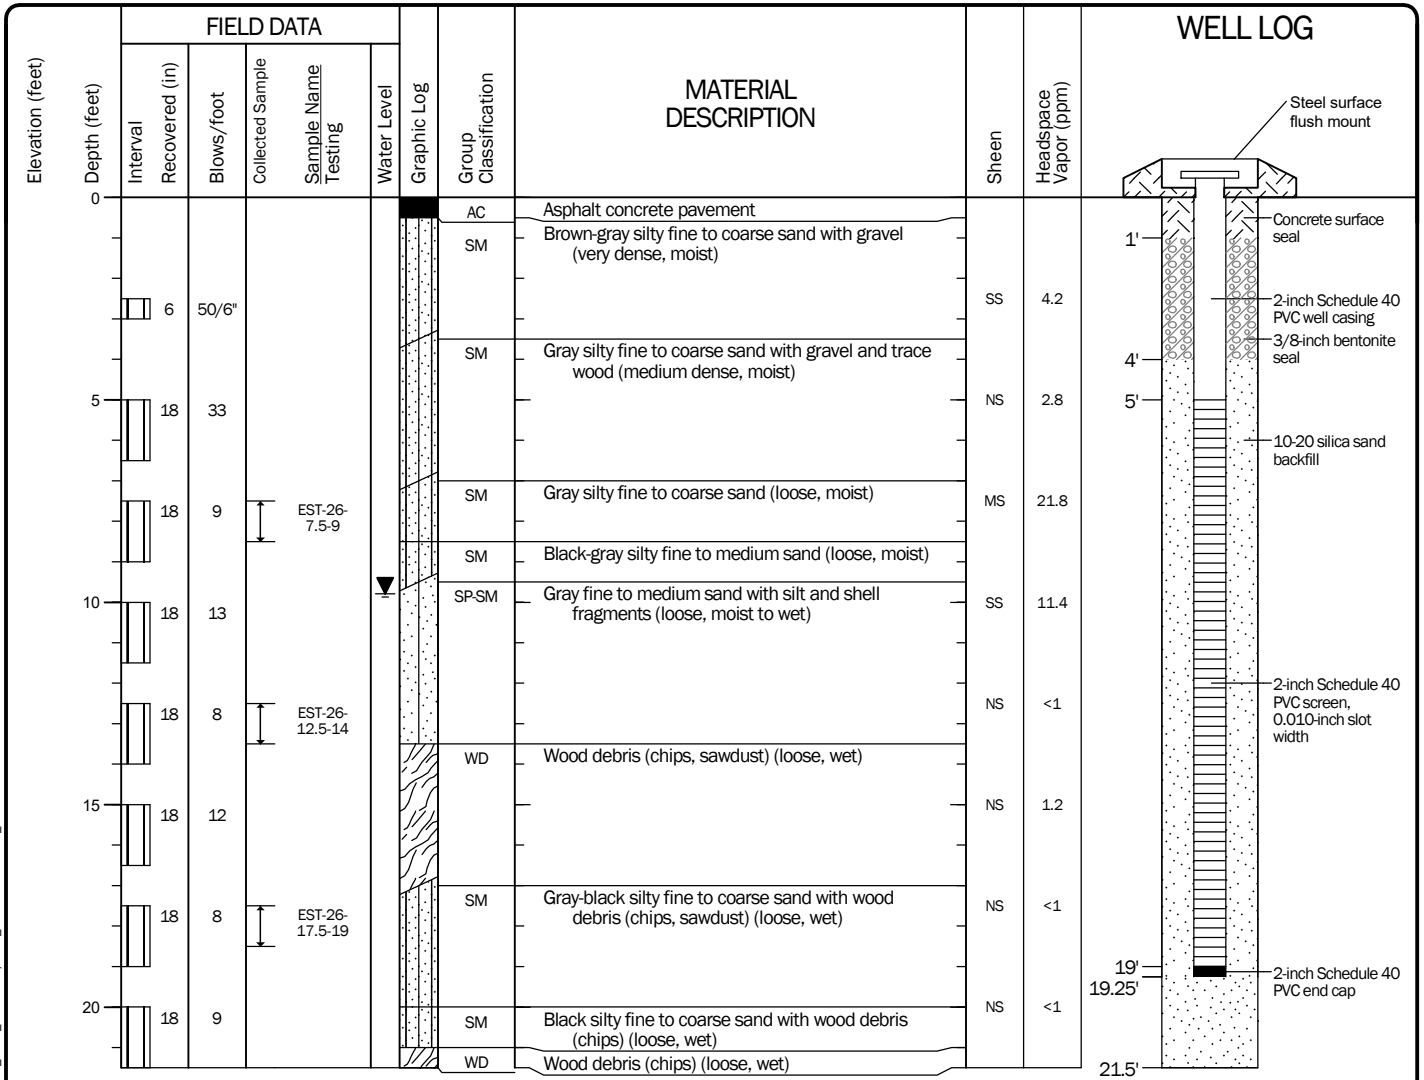 FIELD DATA
WELL LOG
Elevation (feet)
Depth (feet)
Interval
Recovered (in)
Blows/foot
Collected Sample
Sample Name
Testing
Water Level
Graphic Log
Group
Classification
MATERIAL
DESCRIPTION
Sheen
Headspace
Vapor (ppm)
Steel surface
flush mount
0
AC
Asphalt concrete pavement
Concrete surface
seal
SM
Brown-gray silty fine to coarse sand with gravel
(very dense, moist)
1'
6
50/6"
SS
4.2
2-inch Schedule 40
PVC well casing
3/8-inch bentonite
seal
SM
Gray silty fine to coarse sand with gravel and trace
wood (medium dense, moist)
4'
5
18
33
NS
2.8
5'
10-20 silica sand
backfill
SM
Gray silty fine to coarse sand (loose, moist)
18
9
EST-26-
7.5-9
MS
21.8
SM
Black-gray silty fine to medium sand (loose, moist)
10
18
13
SP-SM
Gray fine to medium sand with silt and shell
fragments (loose, moist to wet)
SS
11.4
18
8
EST-26-
12.5-14
NS
<1
2-inch Schedule 40
PVC screen,
0.010-inch slot
width
WD
Wood debris (chips, sawdust) (loose, wet)
15
18
12
NS
1.2
SM
Gray-black silty fine to coarse sand with wood
debris (chips, sawdust) (loose, wet)
18
8
EST-26-
17.5-19
NS
<1
19'
19.25'
2-inch Schedule 40
PVC end cap
20
18
9
SM
Black silty fine to coarse sand with wood debris
(chips) (loose, wet)
NS
<1
WD
Wood debris (chips) (loose, wet)
21.5'